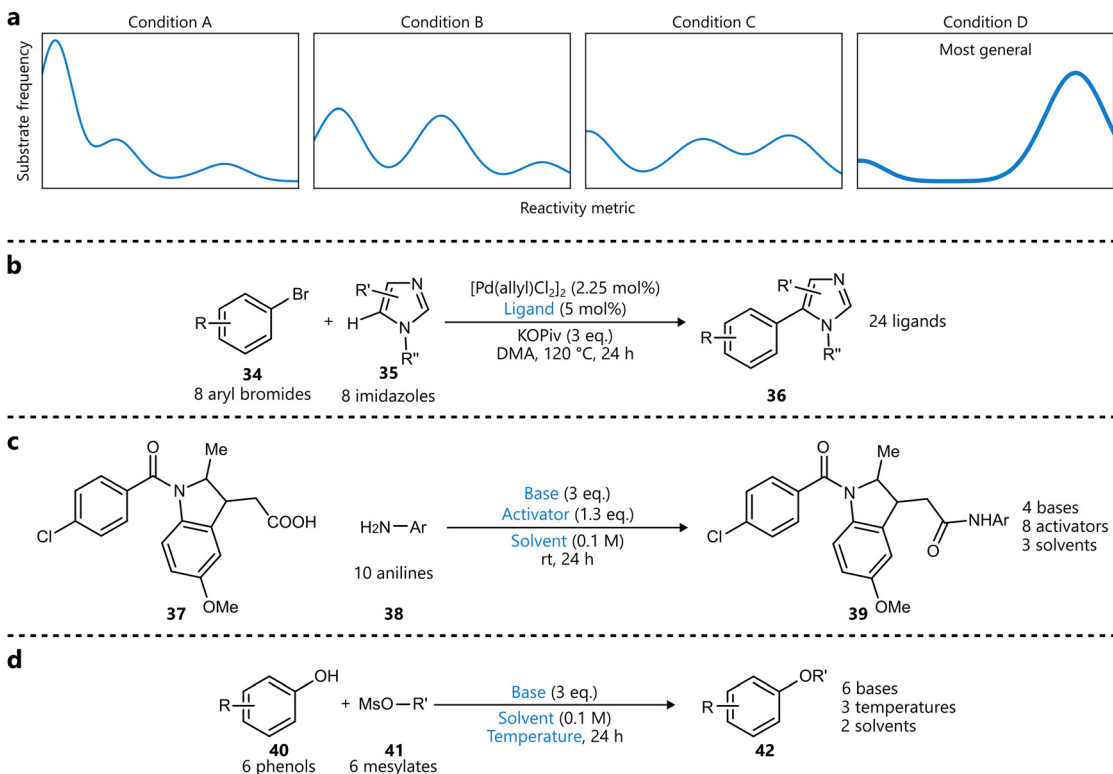 a
Condition A
Condition B
Condition C
Condition D
Substrate frequency
Most general
Reactivity metric
b
R
Br
34
8 aryl bromides
+
R'
N
H
N
R"
35
8 imidazoles
[Pd(allyl)Cl₂]₂ (2.25 mol%)
Ligand (5 mol%)
KOPiv (3 eq.)
DMA, 120 °C, 24 h
R'
N
N
R
R"
36
24 ligands
c
O
Me
N
Cl
COOH
OMe
37
H₂N–Ar
10 anilines
38
Base (3 eq.)
Activator (1.3 eq.)
Solvent (0.1 M)
rt, 24 h
O
Me
N
Cl
NHAr
O
OMe
39
4 bases
8 activators
3 solvents
d
OH
R
40
6 phenols
+
MsO–R'
41
6 mesylates
Base (3 eq.)
Solvent (0.1 M)
Temperature, 24 h
OR'
R
42
6 bases
3 temperatures
2 solvents